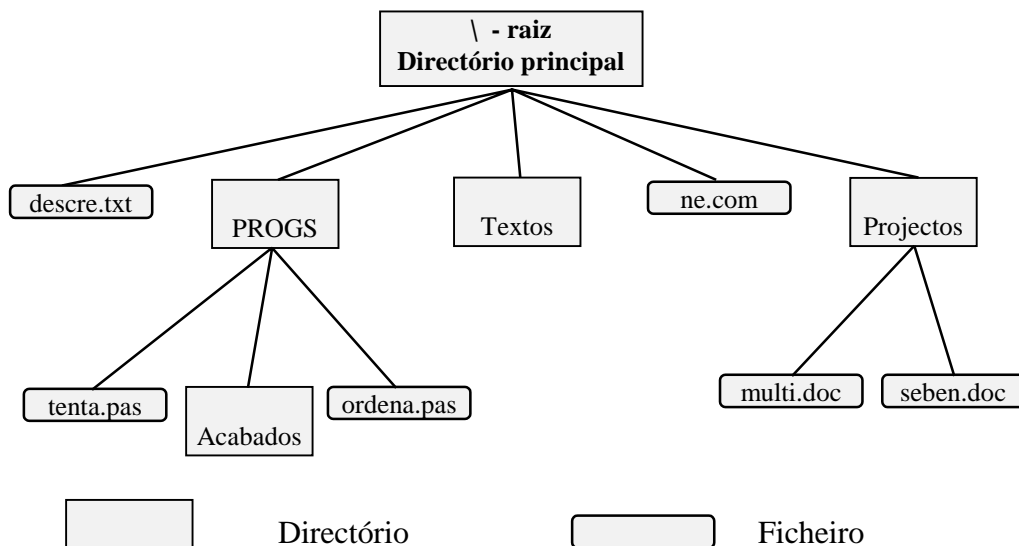 \ - raiz
Directório principal
descre.txt
PROGS
Textos
ne.com
Projectos
tenta.pas
Acabados
ordena.pas
multi.doc
seben.doc
Directório
Ficheiro